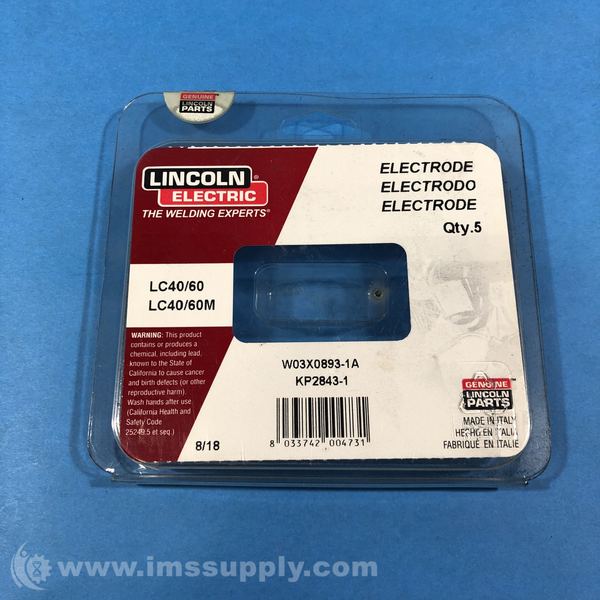 GENUINE
LINCOLN
PARTS
LINCOLN®
ELECTRIC
THE WELDING EXPERTS®
ELECTRODE
ELECTRODO
ELECTRODE
Qty.5
LC40/60
LC40/60M
WARNING: This product
contains or produces a
chemical, including lead,
known to the State of
California to cause cancer
and birth defects (or other
reproductive harm).
Wash hands after use.
(California Health and
Safety Code
25249.5 et seq.)
W03X0893-1A
KP2843-1
8 033742 004731
8/18
GENUINE
LINCOLN
PARTS
MADE IN ITALY
HECHO EN ITALIA
FABRIQUÉ EN ITALIE
www.imssupply.com